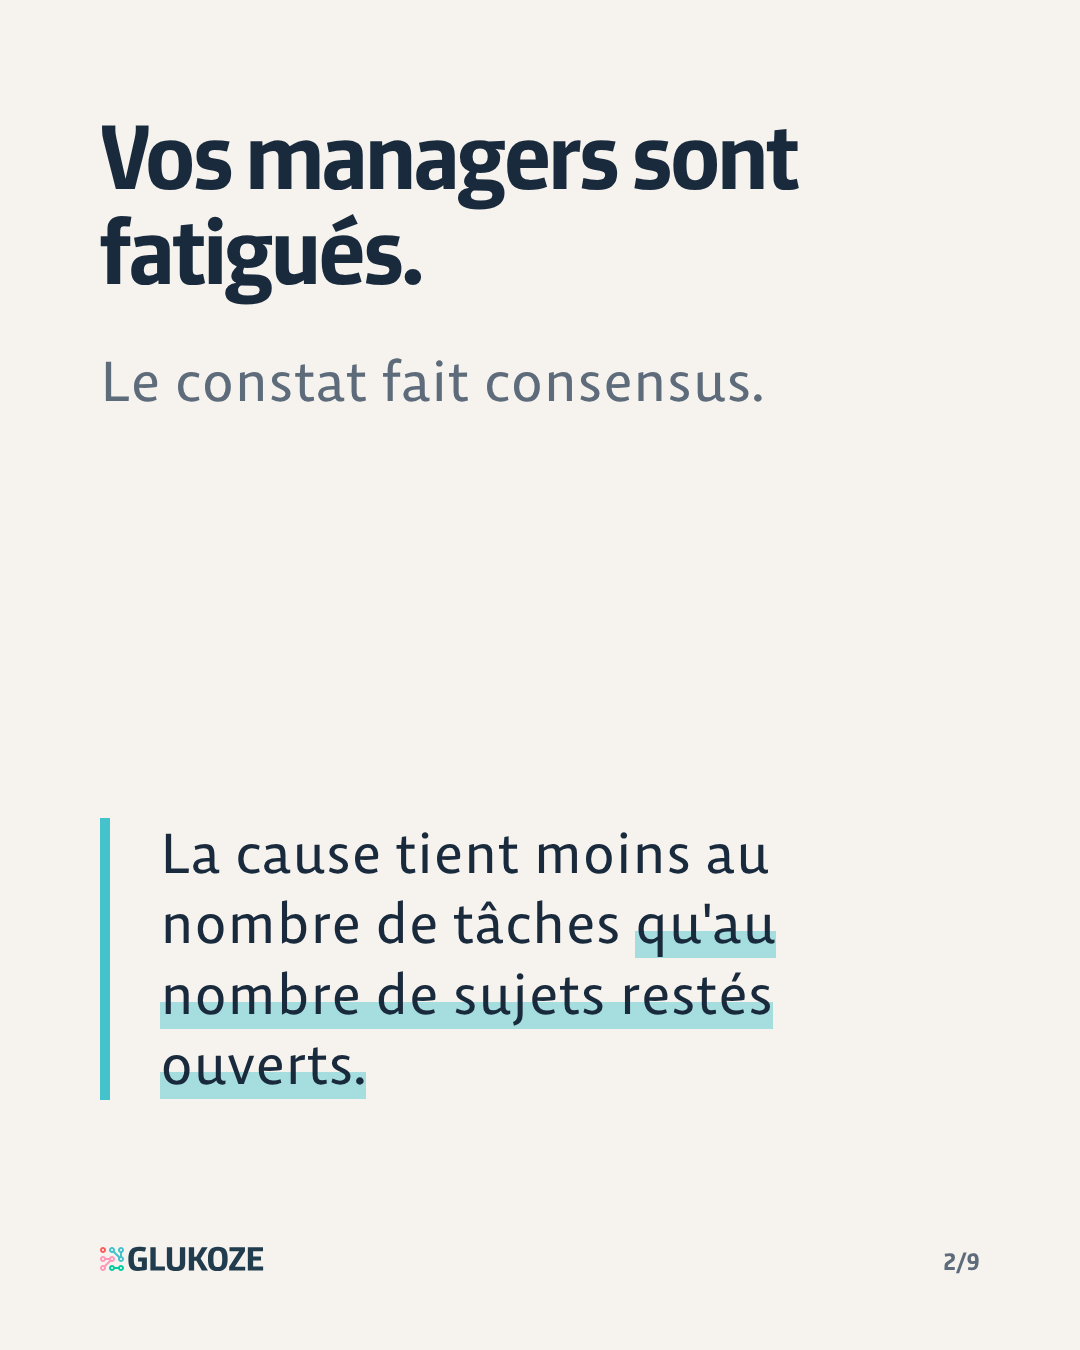 Vos managers sont
fatigués.
Le constat fait consensus.
La cause tient moins au
nombre de tâches qu'au
nombre de sujets restés
ouverts.
GLUKOZE
2/9